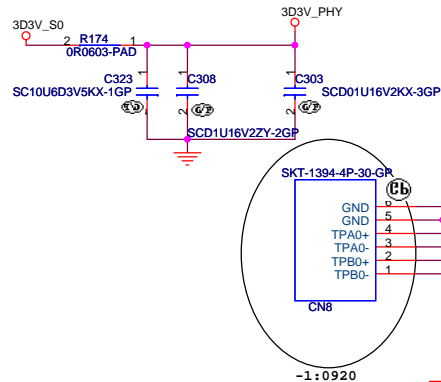 3D3V_S0
3D3V_PHY
2 R174 1
0R0603-PAD
C323
SC10U6D3V5KX-1GP
1
2
C308
SCD1U16V2ZY-2GP
1
2
C303
SCD01U16V2KX-3GP
1
2
SKT-1394-4P-30-GP
GND 6
GND 5
TPA0+ 4
TPA0- 3
TPB0+ 2
TPB0- 1
CN8
-1:0920